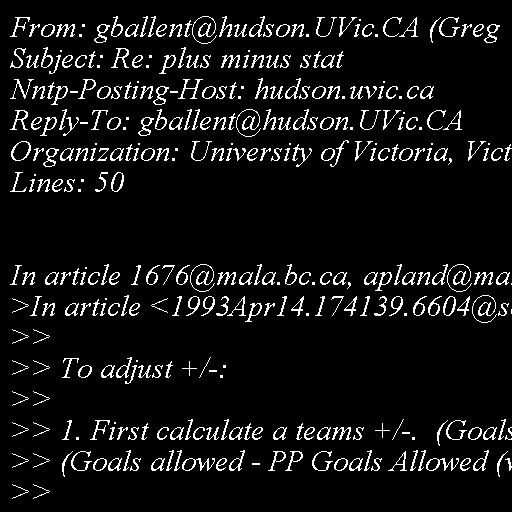 From: gballent@hudson.UVic.CA (Greg
Subject: Re: plus minus stat
Nntp-Posting-Host: hudson.uvic.ca
Reply-To: gballent@hudson.UVic.CA
Organization: University of Victoria, Vict
Lines: 50
In article 1676@mala.bc.ca, apland@ma
>In article <1993Apr14.174139.6604@s
>>
>> To adjust +/-:
>>
>> 1. First calculate a teams +/-.  (Goals
>> (Goals allowed - PP Goals Allowed (
>>